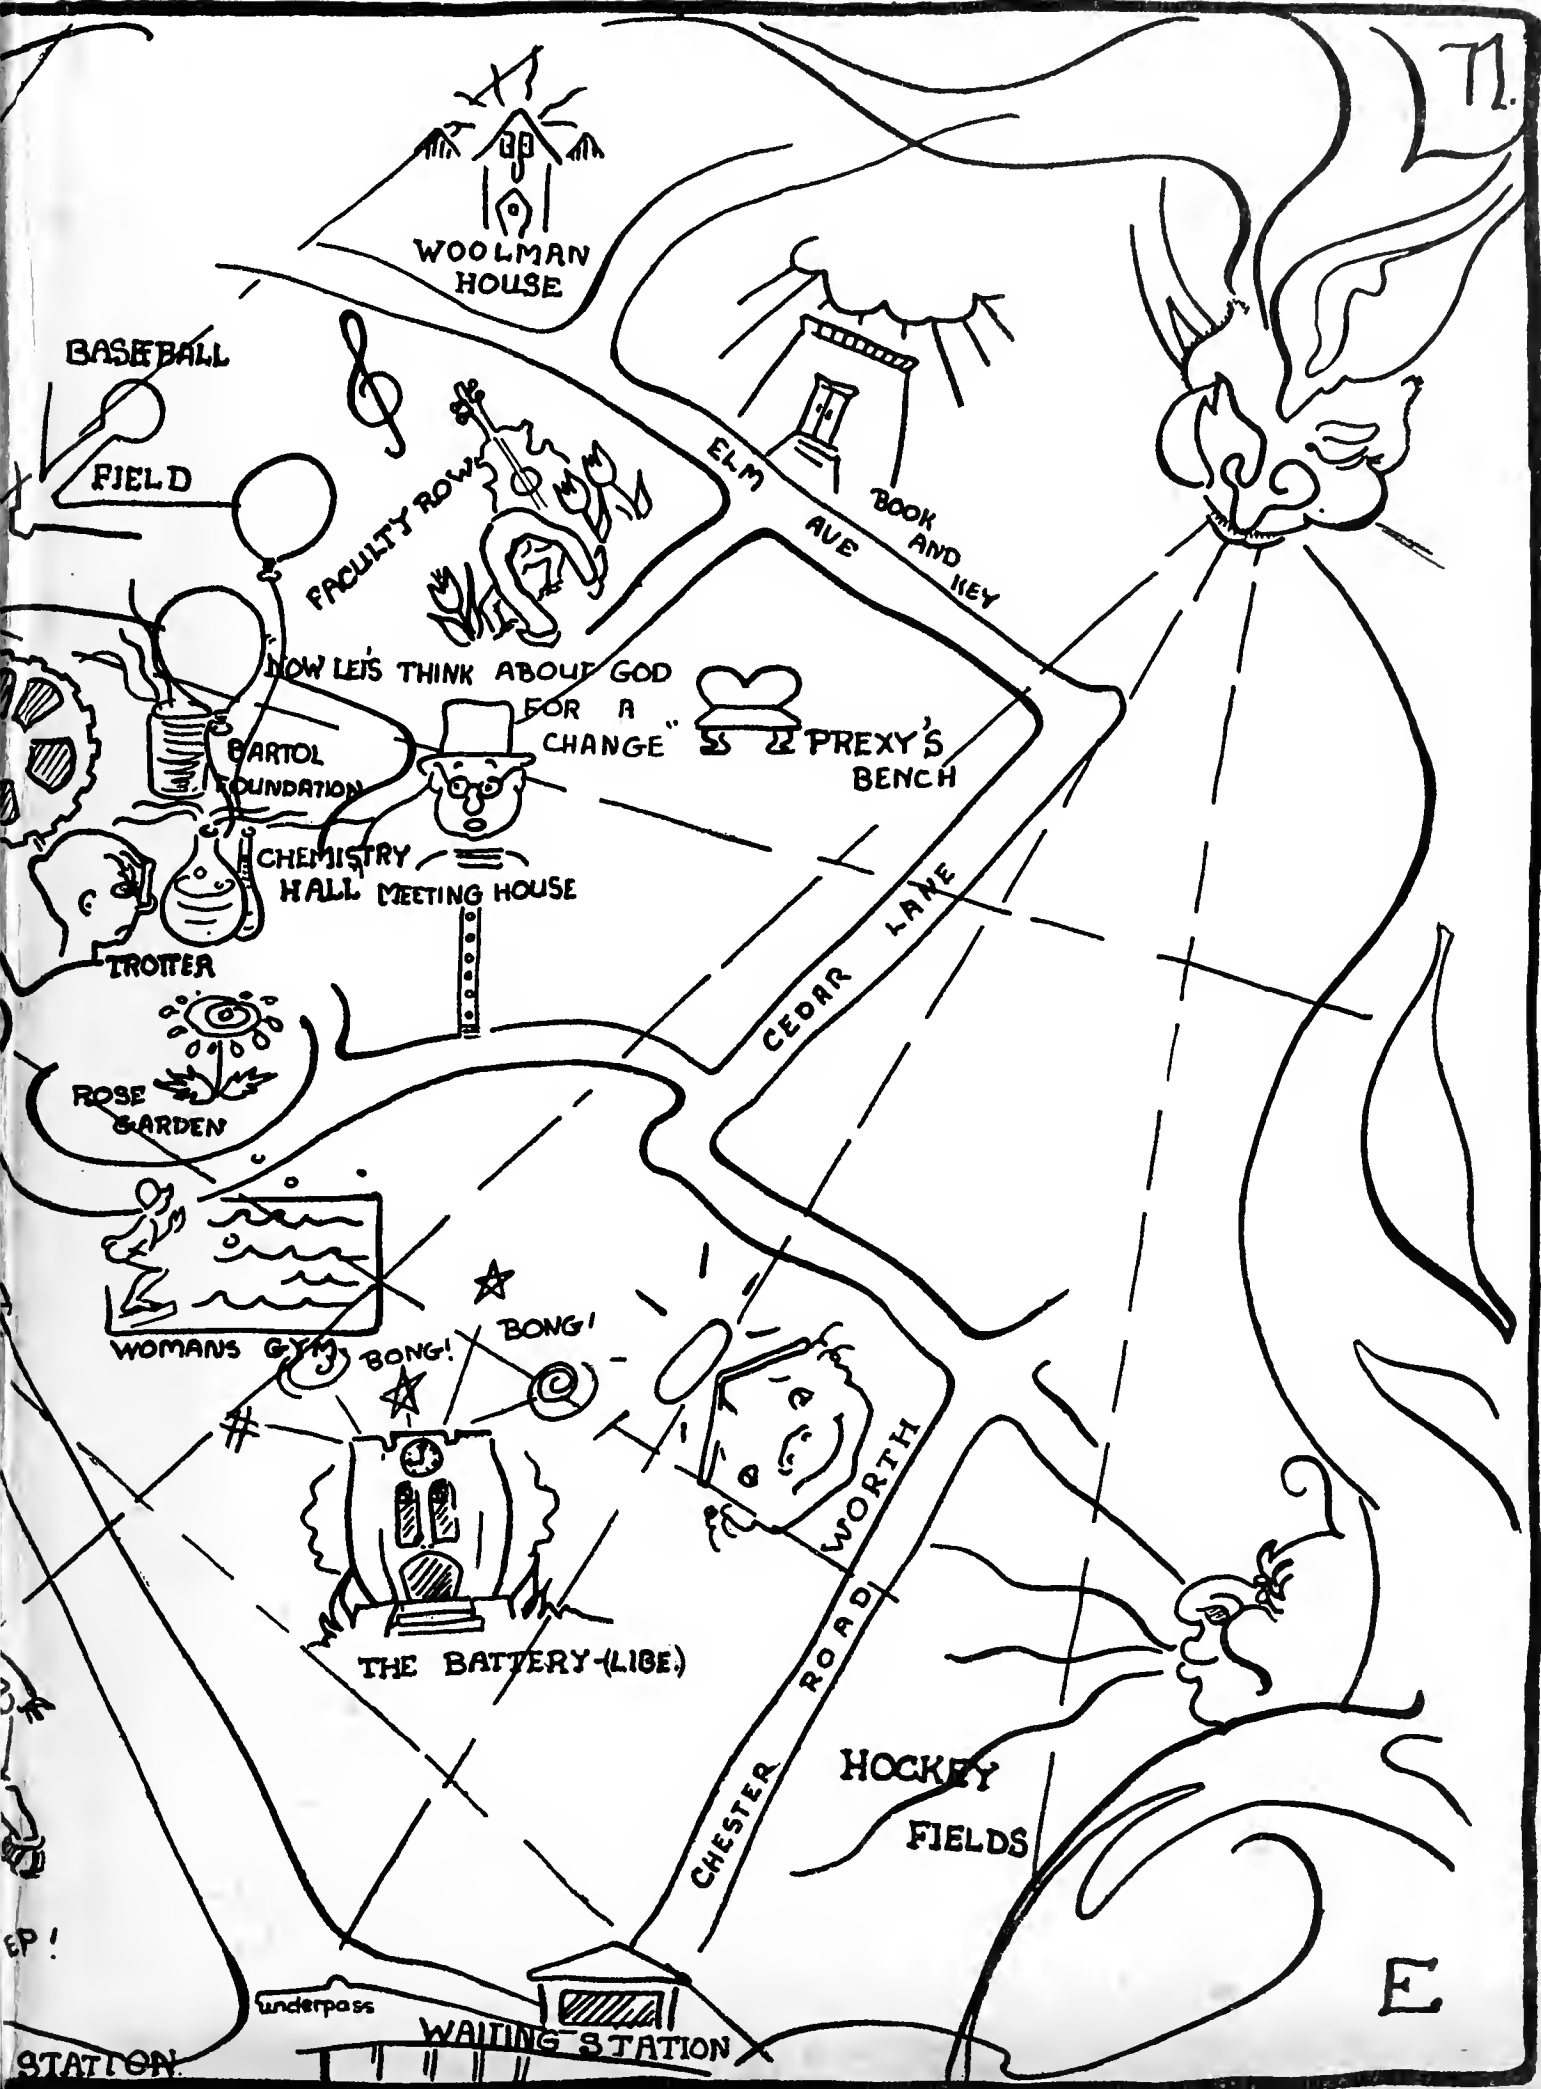 n.
WOOLMAN
HOUSE
BASEBALL
FIELD
FACULTY ROW
ELM
AVE
BOOK
AND
KEY
NOW LET'S THINK ABOUT GOD
FOR A
CHANGE"
PREXY'S
BENCH
BARTOL
FOUNDATION
CHEMISTRY
HALL
MEETING HOUSE
TROTTER
CEDAR LANE
ROSE
GARDEN
WOMANS GYM
BONG!
BONG!
#
WORTH
THE BATTERY-(LIBE.)
CHESTER ROAD
HOCKEY
FIELDS
EP!
E
underpass
WAITING STATION
STATION